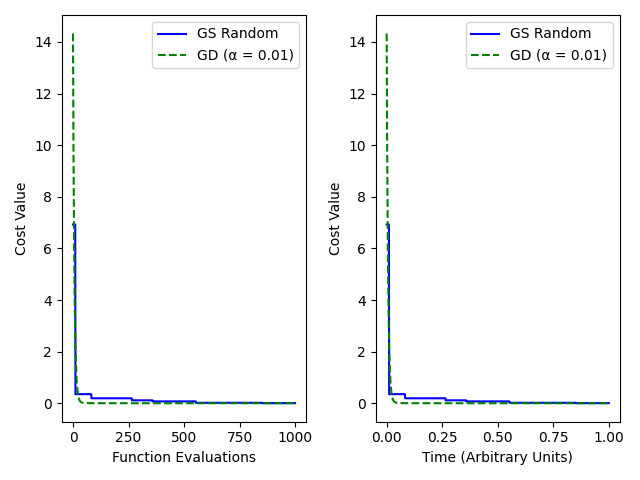 GS Random
GD (α = 0.01)
14
12
10
8
6
4
2
0
Cost Value
0 250 500 750 1000
Function Evaluations
GS Random
GD (α = 0.01)
14
12
10
8
6
4
2
0
Cost Value
0.00 0.25 0.50 0.75 1.00
Time (Arbitrary Units)